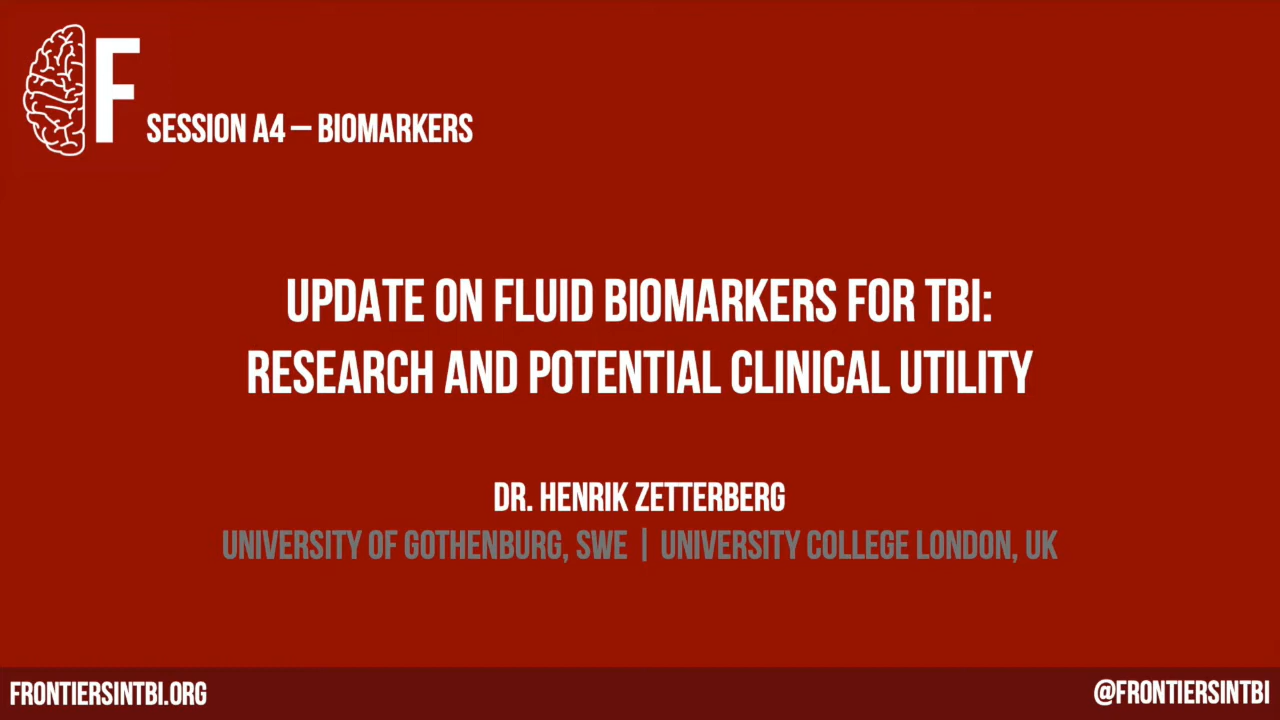 F
SESSION A4 – BIOMARKERS
UPDATE ON FLUID BIOMARKERS FOR TBI:
RESEARCH AND POTENTIAL CLINICAL UTILITY
DR. HENRIK ZETTERBERG
UNIVERSITY OF GOTHENBURG, SWE | UNIVERSITY COLLEGE LONDON, UK
FRONTIERSINTBI.ORG
@FRONTIERSINTBI